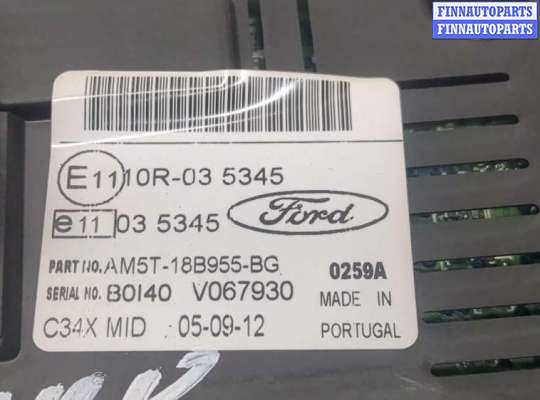 FINNAUTOPARTS
FINNAUTOPARTS
E11 10R-03 5345
e11 03 5345 Ford
PART NO. AM5T-18B955-BG 0259A
SERIAL NO. B0140 V067930 MADE IN
C34X MID : 05-09-12 PORTUGAL